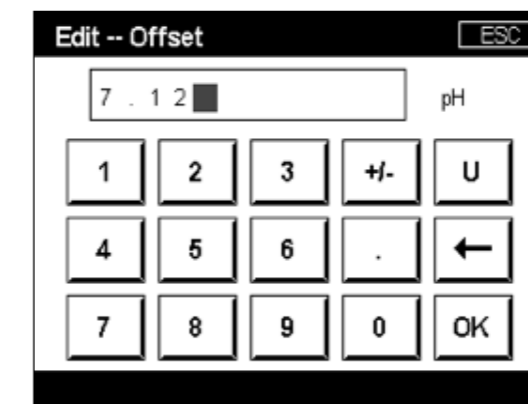 Edit -- Offset ESC
7 . 1 2 pH
1 2 3 +/- U
4 5 6 . ←
7 8 9 0 OK